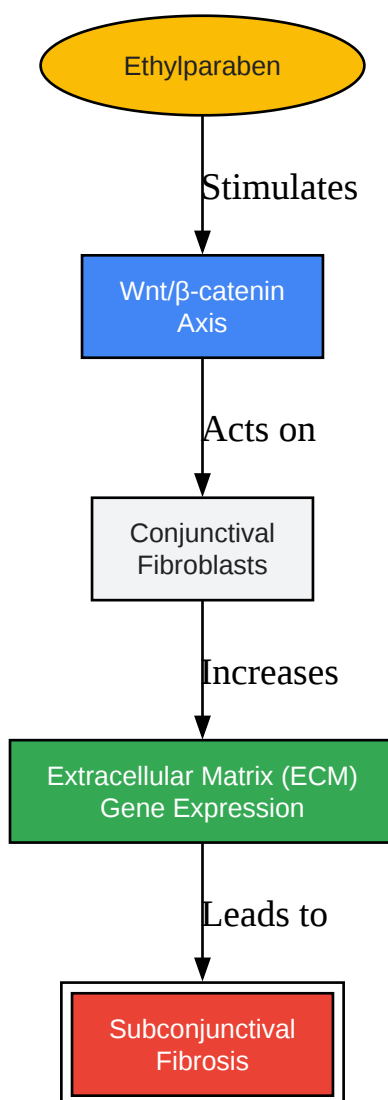 Ethylparaben
Stimulates
Wnt/β-catenin
Axis
Acts on
Conjunctival
Fibroblasts
Increases
Extracellular Matrix (ECM)
Gene Expression
Leads to
Subconjunctival
Fibrosis